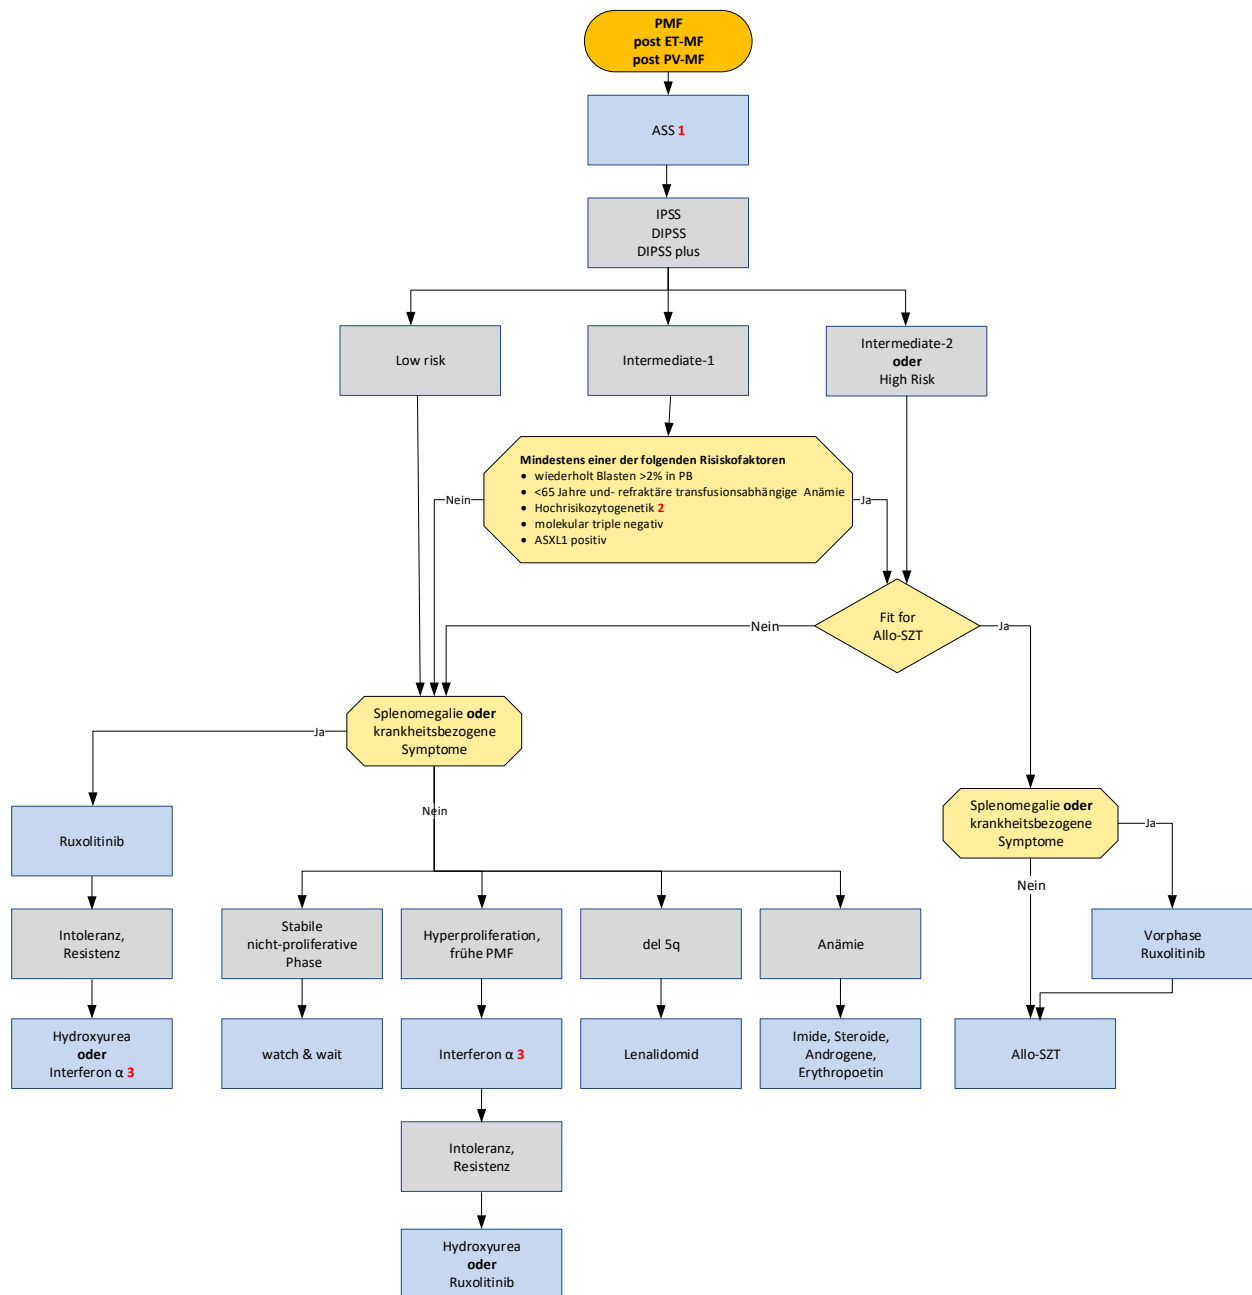 PMF
post ET-MF
post PV-MF
ASS 1
IPSS
DIPSS
DIPSS plus
Low risk
Intermediate-1
Intermediate-2
oder
High Risk
Mindestens einer der folgenden Risiskofaktoren
• wiederholt Blasten >2% in PB
• <65 Jahre und- refraktäre transfusionsabhängige Anämie
• Hochrisikozytogenetik 2
• molekular triple negativ
• ASXL1 positiv
Nein
Ja
Fit for
Allo-SZT
Nein
Ja
Splenomegalie oder
krankheitsbezogene
Symptome
Ja
Nein
Splenomegalie oder
krankheitsbezogene
Symptome
Ja
Nein
Ruxolitinib
Intoleranz,
Resistenz
Hydroxyurea
oder
Interferon α 3
Stabile
nicht-proliferative
Phase
watch & wait
Hyperproliferation,
frühe PMF
Interferon α 3
Intoleranz,
Resistenz
Hydroxyurea
oder
Ruxolitinib
del 5q
Lenalidomid
Anämie
Imide, Steroide,
Androgene,
Erythropoetin
Vorphase
Ruxolitinib
Allo-SZT